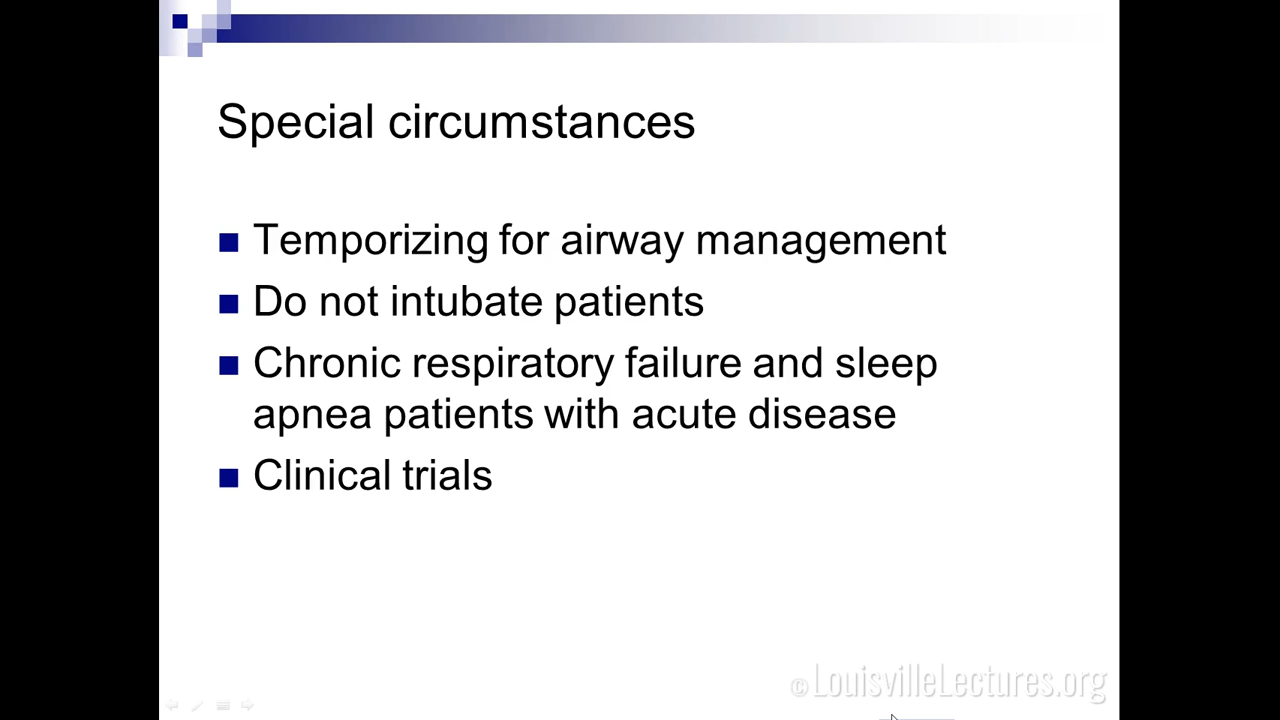 Special circumstances
Temporizing for airway management
Do not intubate patients
Chronic respiratory failure and sleep
apnea patients with acute disease
Clinical trials
©LouisvilleLectures.org